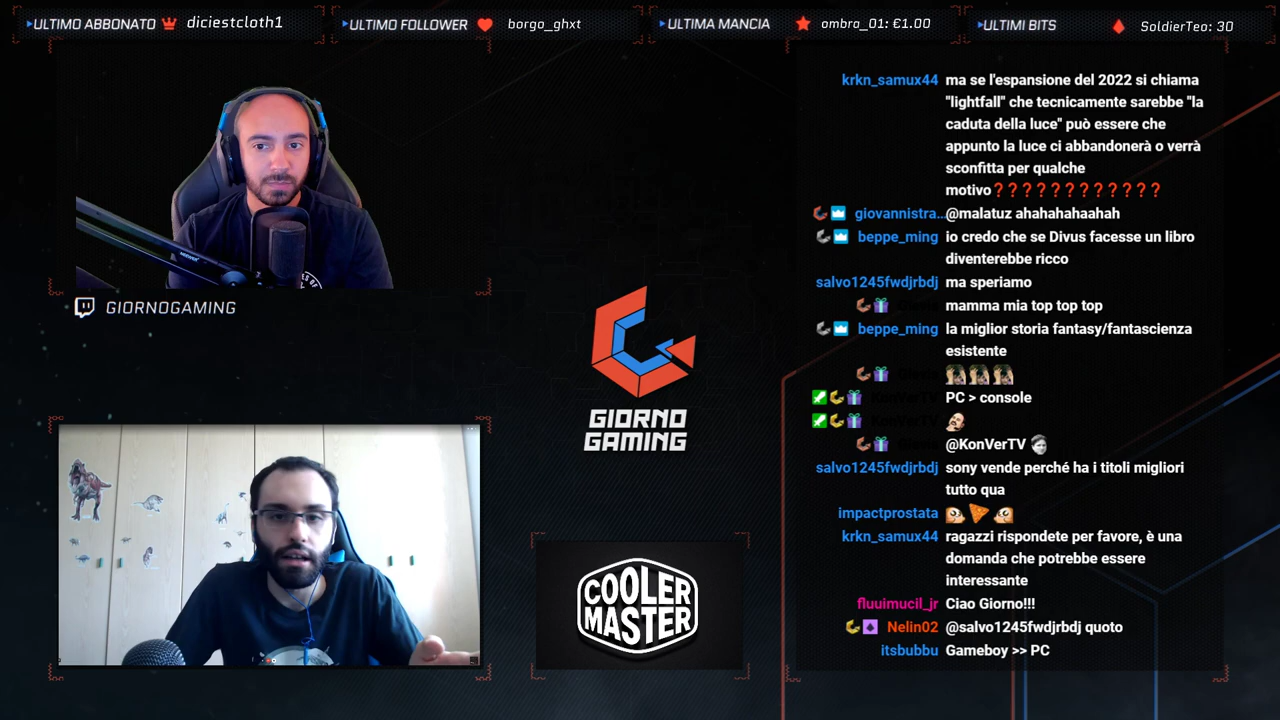 ULTIMO ABBONATO diciestcloth1
ULTIMO FOLLOWER borgo_ghxt
ULTIMA MANCIA ombra_01: €1.00
ULTIMI BITS SoldierTea: 30
GIORNOGAMING
GIORNO
GAMING
COOLER
MASTER
krkn_samux44 ma se l'espansione del 2022 si chiama
"lightfall" che tecnicamente sarebbe "la
caduta della luce" può essere che
appunto la luce ci abbandonerà o verrà
sconfitta per qualche
motivo❓❓❓❓❓❓❓❓❓❓❓❓
giovannistra... @malatuz ahahahahaahah
beppe_ming io credo che se Divus facesse un libro
diventerebbe ricco
salvo1245fwdjrbdj ma speriamo
mamma mia top top top
beppe_ming la miglior storia fantasy/fantascienza
esistente
KonVerTV PC > console
KonVerTV
@KonVerTV
salvo1245fwdjrbdj sony vende perché ha i titoli migliori
tutto qua
impactprostata
krkn_samux44 ragazzi rispondete per favore, è una
domanda che potrebbe essere
interessante
fluuimucil_jr Ciao Giorno!!!
Nelin02 @salvo1245fwdjrbdj quoto
itsbubbu Gameboy >> PC